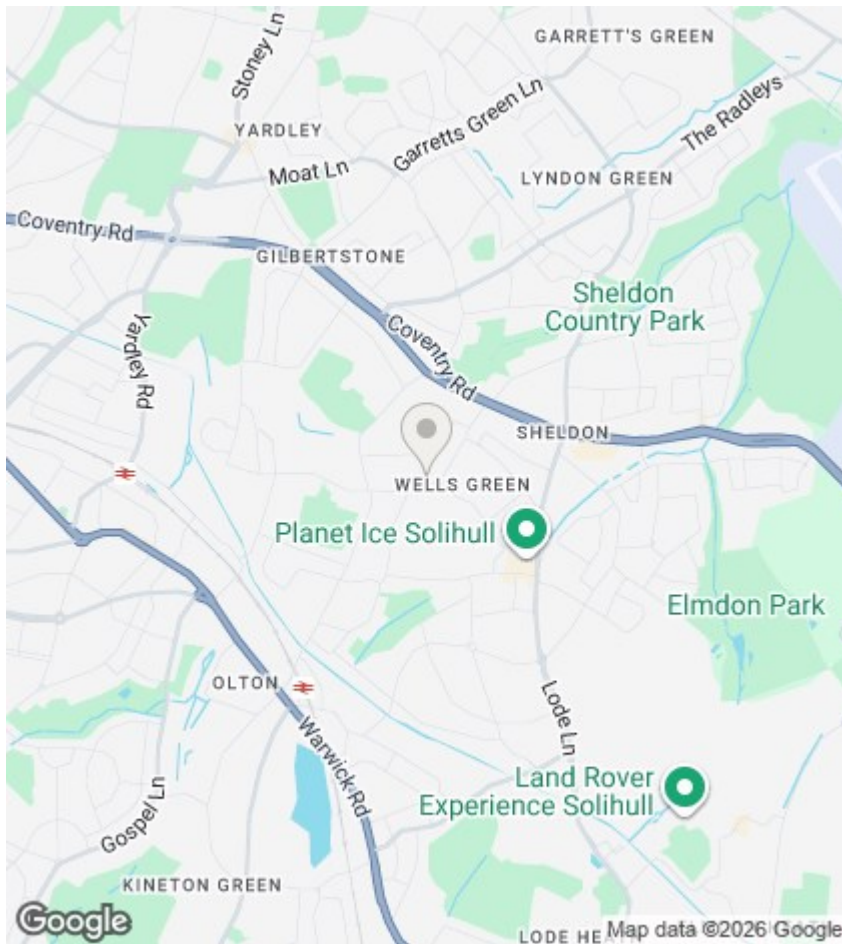 GARRETT'S GREEN
Stoney Ln
The Radleys
YARDLEY
Garretts Green Ln
Moat Ln
LYNDON GREEN
Coventry Rd
GILBERTSTONE
Sheldon
Country Park
Coventry Rd
Yardley Rd
SHELDON
WELLS GREEN
Planet Ice Solihull
Elmdon Park
OLTON
Lode Ln
Warwick Rd
Land Rover
Experience Solihull
Gospel Ln
KINETON GREEN
Google
LODE
Map data ©2026 Google